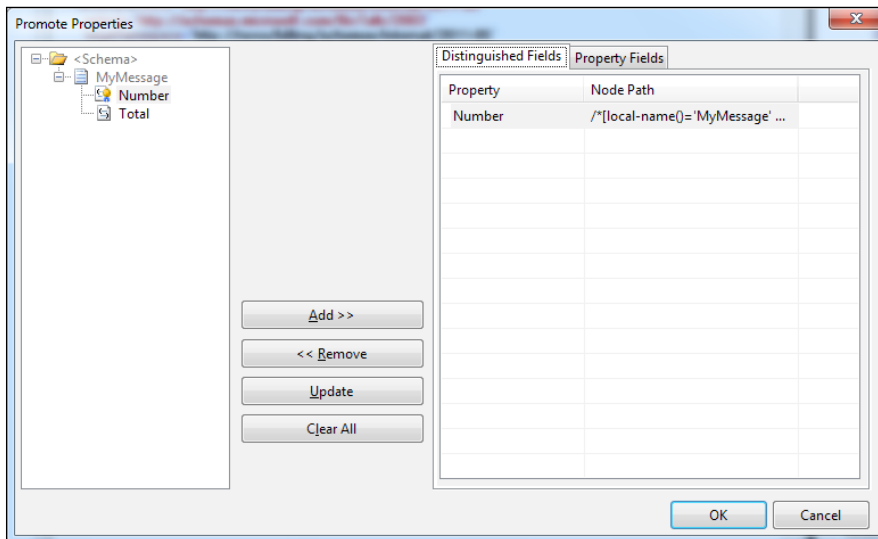 Promote Properties
<Schema>
MyMessage
Number
Total
Add >>
<< Remove
Update
Clear All
Distinguished Fields
Property Fields
Property
Node Path
Number
/*[local-name()='MyMessage' ...
OK
Cancel